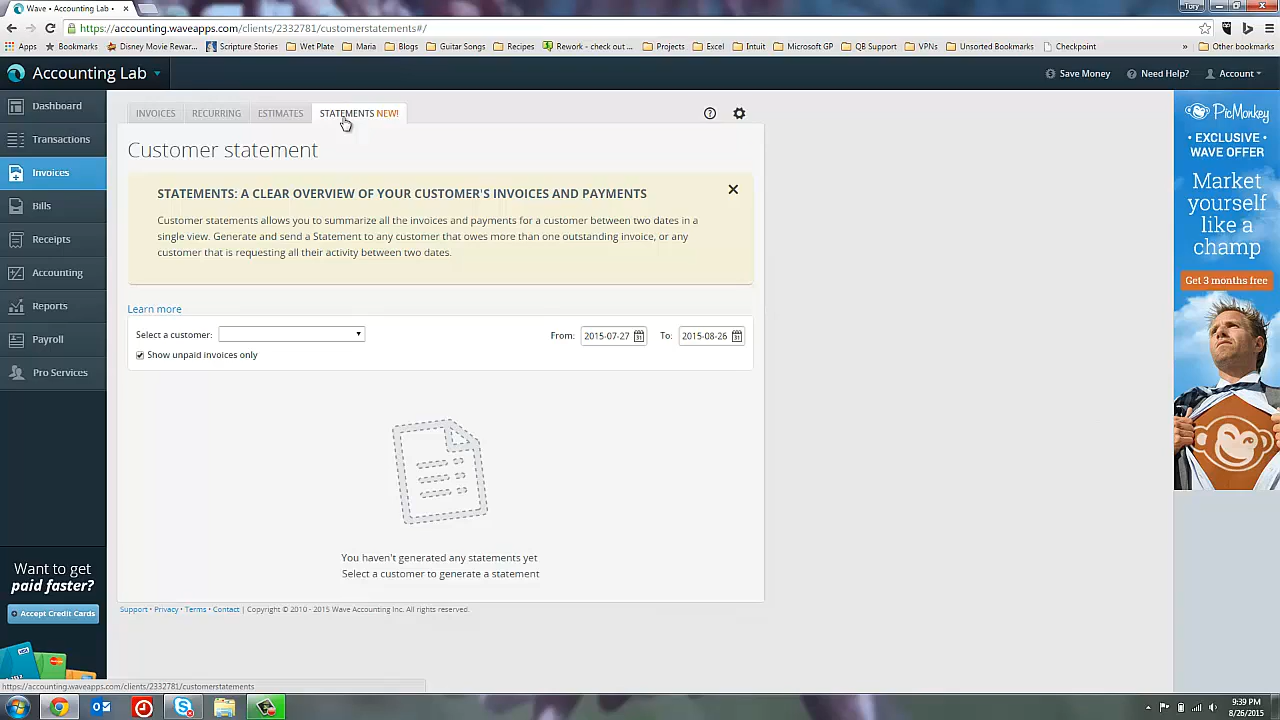 Wave • Accounting Lab •
Tory
https://accounting.waveapps.com/clients/2332781/customerstatements#/
Apps
Bookmarks
Disney Movie Rewar...
Scripture Stories
Wet Plate
Maria
Blogs
Guitar Songs
Recipes
Rework - check out ...
Projects
Excel
Intuit
Microsoft GP
QB Support
VPNs
Unsorted Bookmarks
Checkpoint
»
Other bookmarks
Accounting Lab
Save Money
Need Help?
Account
Dashboard
Transactions
Invoices
Bills
Receipts
Accounting
Reports
Payroll
Pro Services
Want to get
paid faster?
Accept Credit Cards
INVOICES
RECURRING
ESTIMATES
STATEMENTS NEW!
Customer statement
STATEMENTS: A CLEAR OVERVIEW OF YOUR CUSTOMER'S INVOICES AND PAYMENTS
Customer statements allows you to summarize all the invoices and payments for a customer between two dates in a
single view. Generate and send a Statement to any customer that owes more than one outstanding invoice, or any
customer that is requesting all their activity between two dates.
Learn more
Select a customer:
From: 2015-07-27
To: 2015-08-26
Show unpaid invoices only
You haven't generated any statements yet
Select a customer to generate a statement
Support • Privacy • Terms • Contact | Copyright © 2010 - 2015 Wave Accounting Inc. All rights reserved.
PicMonkey
• EXCLUSIVE •
WAVE OFFER
Market
yourself
like a
champ
Get 3 months free
https://accounting.waveapps.com/clients/2332781/customerstatements
9:39 PM
8/26/2015